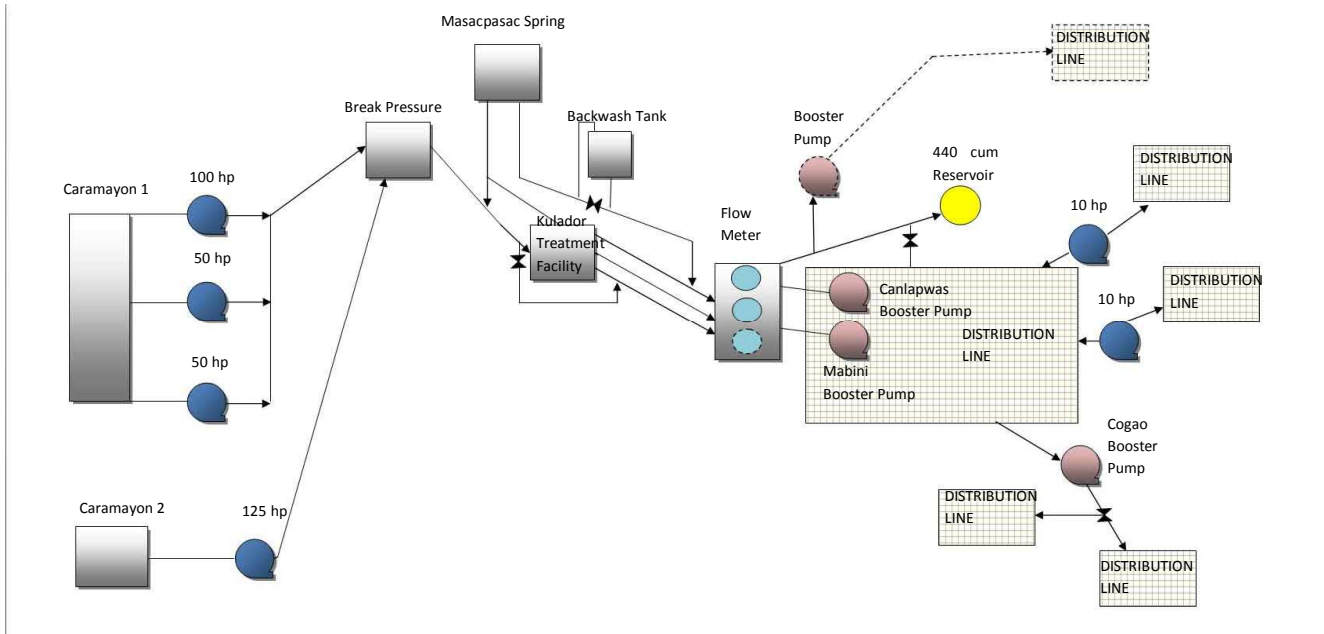 Masacpasac Spring
DISTRIBUTION
LINE
Break Pressure
Backwash Tank
Booster
Pump
440 cum
Reservoir
DISTRIBUTION
LINE
Caramayon 1
100 hp
Kulador
Treatment
Facility
Flow
Meter
10 hp
50 hp
DISTRIBUTION
LINE
10 hp
Canlapwas
Booster Pump
DISTRIBUTION
LINE
Mabini
Booster Pump
50 hp
Cogao
Booster
Pump
Caramayon 2
125 hp
DISTRIBUTION
LINE
DISTRIBUTION
LINE